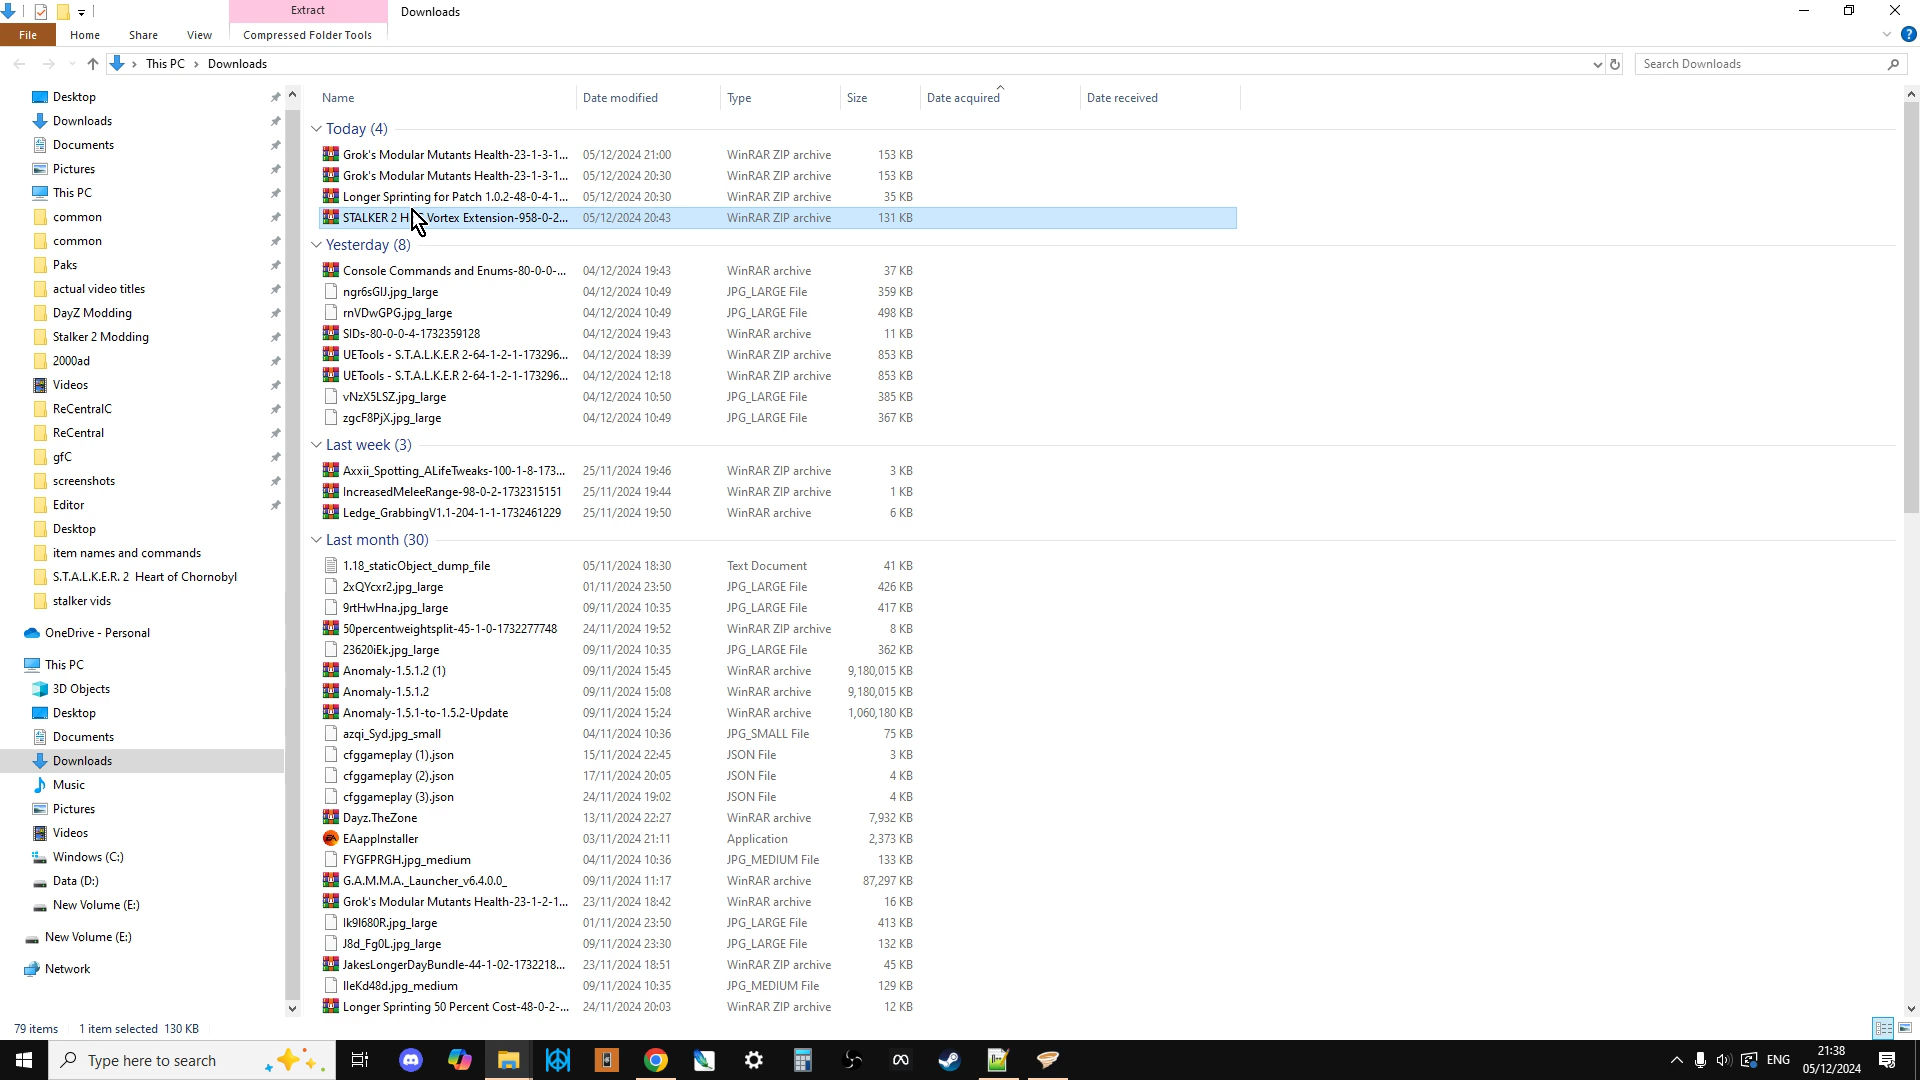 Extract
Downloads
File
Home
Share
View
Compressed Folder Tools
This PC
Downloads
Search Downloads
Desktop
Downloads
Documents
Pictures
This PC
common
common
Paks
actual video titles
DayZ Modding
Stalker 2 Modding
2000ad
Videos
ReCentralC
ReCentral
gfC
screenshots
Editor
Desktop
item names and commands
S.T.A.L.K.E.R. 2 Heart of Chornobyl
stalker vids
OneDrive - Personal
This PC
3D Objects
Desktop
Documents
Downloads
Music
Pictures
Videos
Windows (C:)
Data (D:)
New Volume (E:)
New Volume (E:)
Network
Name Date modified Type Size Date acquired Date received
Today (4)
Grok's Modular Mutants Health-23-1-3-1... 05/12/2024 21:00 WinRAR ZIP archive 153 KB
Grok's Modular Mutants Health-23-1-3-1... 05/12/2024 20:30 WinRAR ZIP archive 153 KB
Longer Sprinting for Patch 1.0.2-48-0-4-1... 05/12/2024 20:30 WinRAR ZIP archive 35 KB
STALKER 2 H Vortex Extension-958-0-2... 05/12/2024 20:43 WinRAR ZIP archive 131 KB
Yesterday (8)
Console Commands and Enums-80-0-0-... 04/12/2024 19:43 WinRAR archive 37 KB
ngr6sGIJ.jpg_large 04/12/2024 10:49 JPG_LARGE File 359 KB
rnVDwGPG.jpg_large 04/12/2024 10:49 JPG_LARGE File 498 KB
SIDs-80-0-0-4-1732359128 04/12/2024 19:43 WinRAR archive 11 KB
UETools - S.T.A.L.K.E.R 2-64-1-2-1-173296... 04/12/2024 18:39 WinRAR ZIP archive 853 KB
UETools - S.T.A.L.K.E.R 2-64-1-2-1-173296... 04/12/2024 12:18 WinRAR ZIP archive 853 KB
vNzX5LSZ.jpg_large 04/12/2024 10:50 JPG_LARGE File 385 KB
zgcF8PjX.jpg_large 04/12/2024 10:49 JPG_LARGE File 367 KB
Last week (3)
Axxii_Spotting_ALifeTweaks-100-1-8-173... 25/11/2024 19:46 WinRAR ZIP archive 3 KB
IncreasedMeleeRange-98-0-2-1732315151 25/11/2024 19:44 WinRAR ZIP archive 1 KB
Ledge_GrabbingV1.1-204-1-1-1732461229 25/11/2024 19:50 WinRAR archive 6 KB
Last month (30)
1.18_staticObject_dump_file 05/11/2024 18:30 Text Document 41 KB
2xQYcxr2.jpg_large 01/11/2024 23:50 JPG_LARGE File 426 KB
9rtHwHna.jpg_large 09/11/2024 10:35 JPG_LARGE File 417 KB
50percentweightsplit-45-1-0-1732277748 24/11/2024 19:52 WinRAR ZIP archive 8 KB
23620iEk.jpg_large 09/11/2024 10:35 JPG_LARGE File 362 KB
Anomaly-1.5.1.2 (1) 09/11/2024 15:45 WinRAR archive 9,180,015 KB
Anomaly-1.5.1.2 09/11/2024 15:08 WinRAR archive 9,180,015 KB
Anomaly-1.5.1-to-1.5.2-Update 09/11/2024 15:24 WinRAR archive 1,060,180 KB
azqi_Syd.jpg_small 04/11/2024 10:36 JPG_SMALL File 75 KB
cfggameplay (1).json 15/11/2024 22:45 JSON File 3 KB
cfggameplay (2).json 17/11/2024 20:05 JSON File 4 KB
cfggameplay (3).json 24/11/2024 19:02 JSON File 4 KB
Dayz.TheZone 13/11/2024 22:27 WinRAR archive 7,932 KB
EAappInstaller 03/11/2024 21:11 Application 2,373 KB
FYGFPRGH.jpg_medium 04/11/2024 10:36 JPG_MEDIUM File 133 KB
G.A.M.M.A._Launcher_v6.4.0.0_ 09/11/2024 11:17 WinRAR archive 87,297 KB
Grok's Modular Mutants Health-23-1-2-1... 23/11/2024 18:42 WinRAR archive 16 KB
Ik9I680R.jpg_large 01/11/2024 23:50 JPG_LARGE File 413 KB
J8d_Fg0L.jpg_large 09/11/2024 23:30 JPG_LARGE File 132 KB
JakesLongerDayBundle-44-1-02-1732218... 23/11/2024 18:51 WinRAR ZIP archive 45 KB
lleKd48d.jpg_medium 09/11/2024 10:35 JPG_MEDIUM File 129 KB
Longer Sprinting 50 Percent Cost-48-0-2-... 24/11/2024 20:03 WinRAR ZIP archive 12 KB
79 items 1 item selected 130 KB
Type here to search
ENG
21:38
05/12/2024